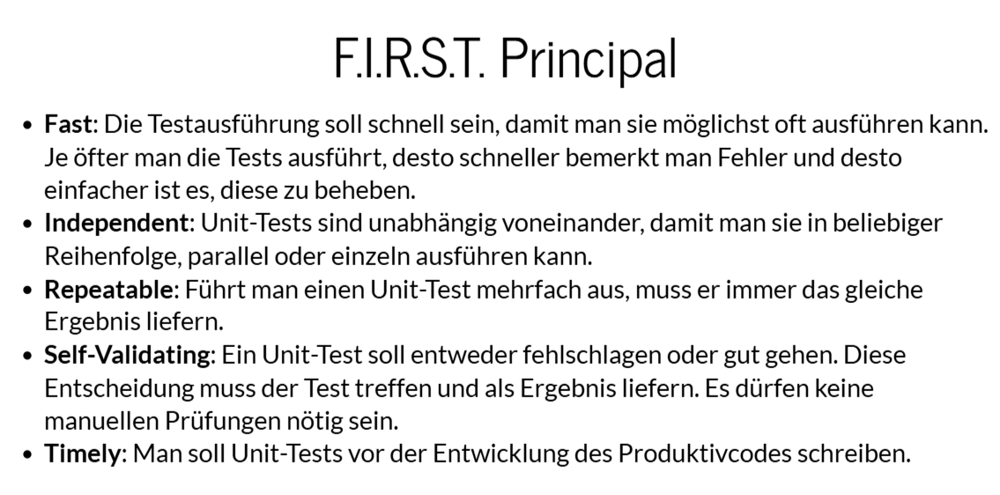 F.I.R.S.T. Principal
• Fast: Die Testausführung soll schnell sein, damit man sie möglichst oft ausführen kann.
Je öfter man die Tests ausführt, desto schneller bemerkt man Fehler und desto
einfacher ist es, diese zu beheben.
• Independent: Unit-Tests sind unabhängig voneinander, damit man sie in beliebiger
Reihenfolge, parallel oder einzeln ausführen kann.
• Repeatable: Führt man einen Unit-Test mehrfach aus, muss er immer das gleiche
Ergebnis liefern.
• Self-Validating: Ein Unit-Test soll entweder fehlschlagen oder gut gehen. Diese
Entscheidung muss der Test treffen und als Ergebnis liefern. Es dürfen keine
manuellen Prüfungen nötig sein.
• Timely: Man soll Unit-Tests vor der Entwicklung des Produktivcodes schreiben.